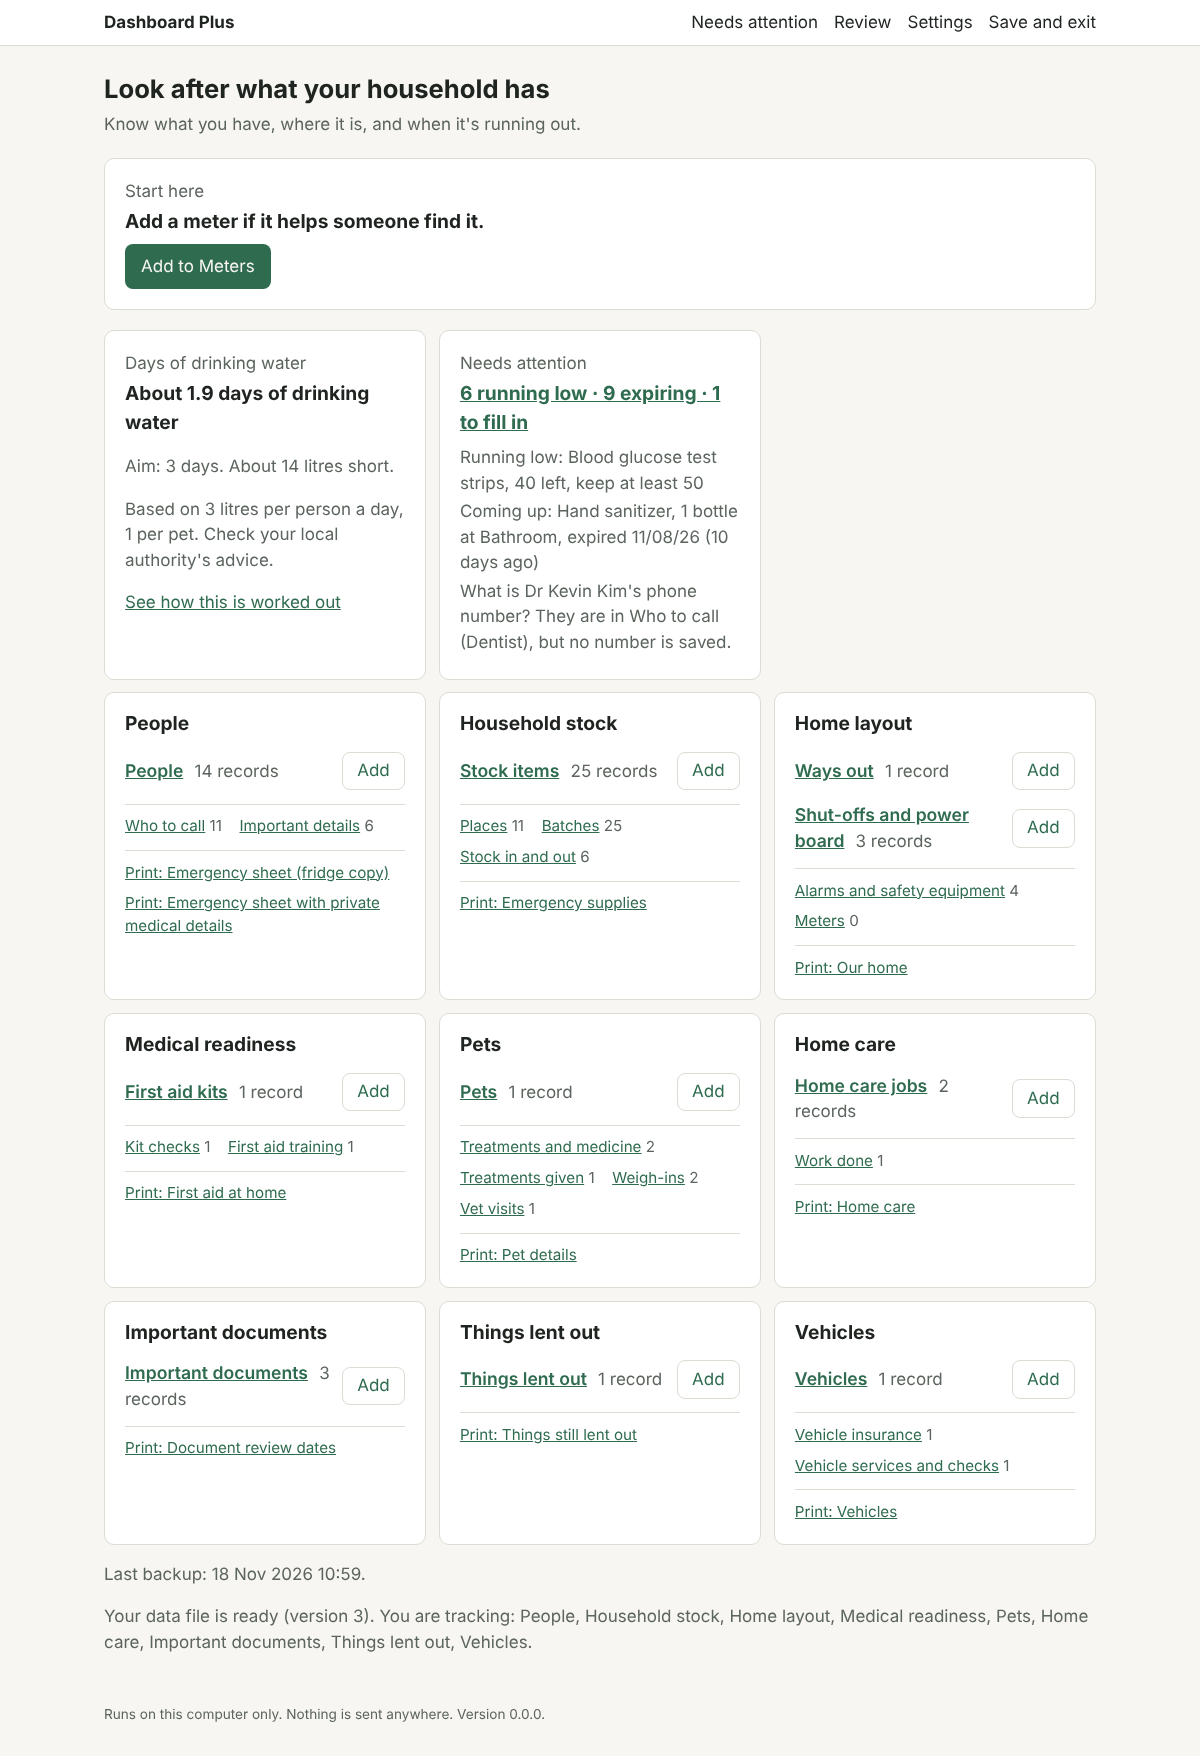 Dashboard Plus
Needs attention Review Settings Save and exit
Look after what your household has
Know what you have, where it is, and when it's running out.
Start here
Add a meter if it helps someone find it.
Add to Meters
Days of drinking water
About 1.9 days of drinking
water
Aim: 3 days. About 14 litres short.
Based on 3 litres per person a day,
1 per pet. Check your local
authority's advice.
See how this is worked out
Needs attention
6 running low · 9 expiring · 1
to fill in
Running low: Blood glucose test
strips, 40 left, keep at least 50
Coming up: Hand sanitizer, 1 bottle
at Bathroom, expired 11/08/26 (10
days ago)
What is Dr Kevin Kim's phone
number? They are in Who to call
(Dentist), but no number is saved.
People
People 14 records Add
Who to call 11 Important details 6
Print: Emergency sheet (fridge copy)
Print: Emergency sheet with private
medical details
Household stock
Stock items 25 records Add
Places 11 Batches 25
Stock in and out 6
Print: Emergency supplies
Home layout
Ways out 1 record Add
Shut-offs and power
board 3 records Add
Alarms and safety equipment 4
Meters 0
Print: Our home
Medical readiness
First aid kits 1 record Add
Kit checks 1 First aid training 1
Print: First aid at home
Pets
Pets 1 record Add
Treatments and medicine 2
Treatments given 1 Weigh-ins 2
Vet visits 1
Print: Pet details
Home care
Home care jobs 2
records Add
Work done 1
Print: Home care
Important documents
Important documents 3
records Add
Print: Document review dates
Things lent out
Things lent out 1 record Add
Print: Things still lent out
Vehicles
Vehicles 1 record Add
Vehicle insurance 1
Vehicle services and checks 1
Print: Vehicles
Last backup: 18 Nov 2026 10:59.
Your data file is ready (version 3). You are tracking: People, Household stock, Home layout, Medical readiness, Pets, Home
care, Important documents, Things lent out, Vehicles.
Runs on this computer only. Nothing is sent anywhere. Version 0.0.0.